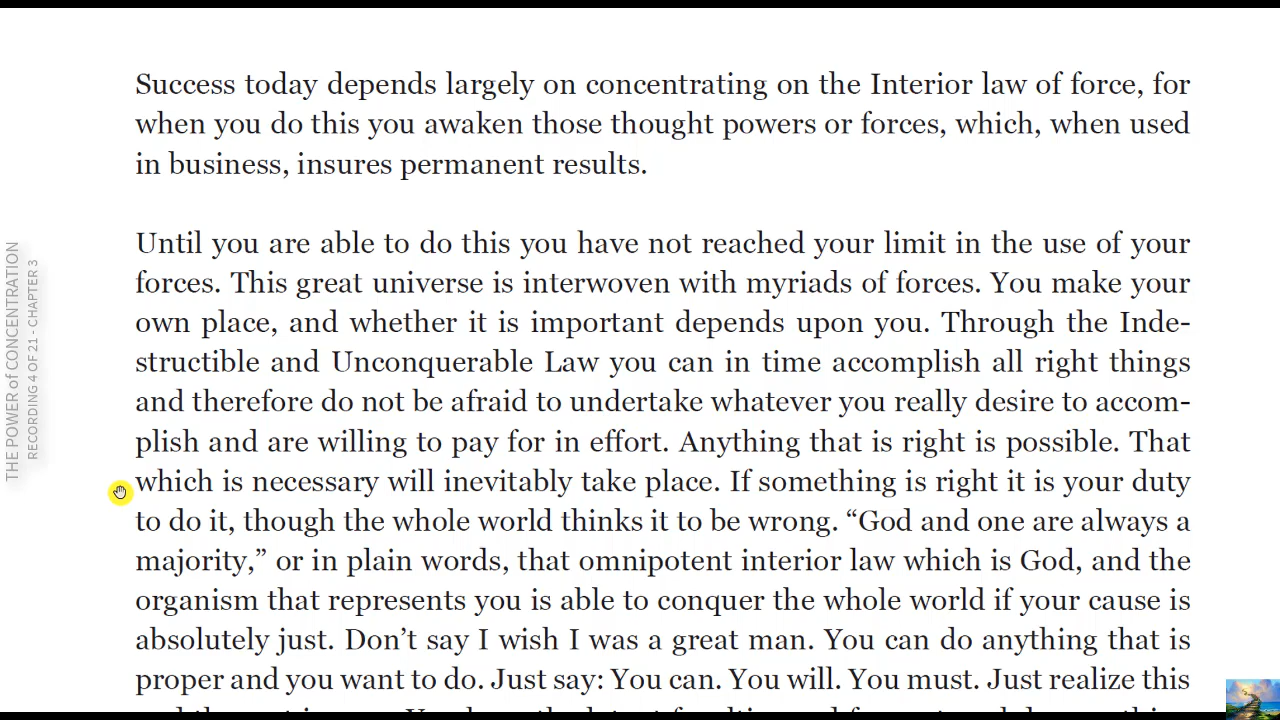 Success today depends largely on concentrating on the Interior law of force, for
when you do this you awaken those thought powers or forces, which, when used
in business, insures permanent results.
Until you are able to do this you have not reached your limit in the use of your
forces. This great universe is interwoven with myriads of forces. You make your
own place, and whether it is important depends upon you. Through the Inde-
structible and Unconquerable Law you can in time accomplish all right things
and therefore do not be afraid to undertake whatever you really desire to accom-
plish and are willing to pay for in effort. Anything that is right is possible. That
which is necessary will inevitably take place. If something is right it is your duty
to do it, though the whole world thinks it to be wrong. “God and one are always a
majority,” or in plain words, that omnipotent interior law which is God, and the
organism that represents you is able to conquer the whole world if your cause is
absolutely just. Don’t say I wish I was a great man. You can do anything that is
proper and you want to do. Just say: You can. You will. You must. Just realize this
THE POWER of CONCENTRATION
RECORDING 4 OF 21 - CHAPTER 3